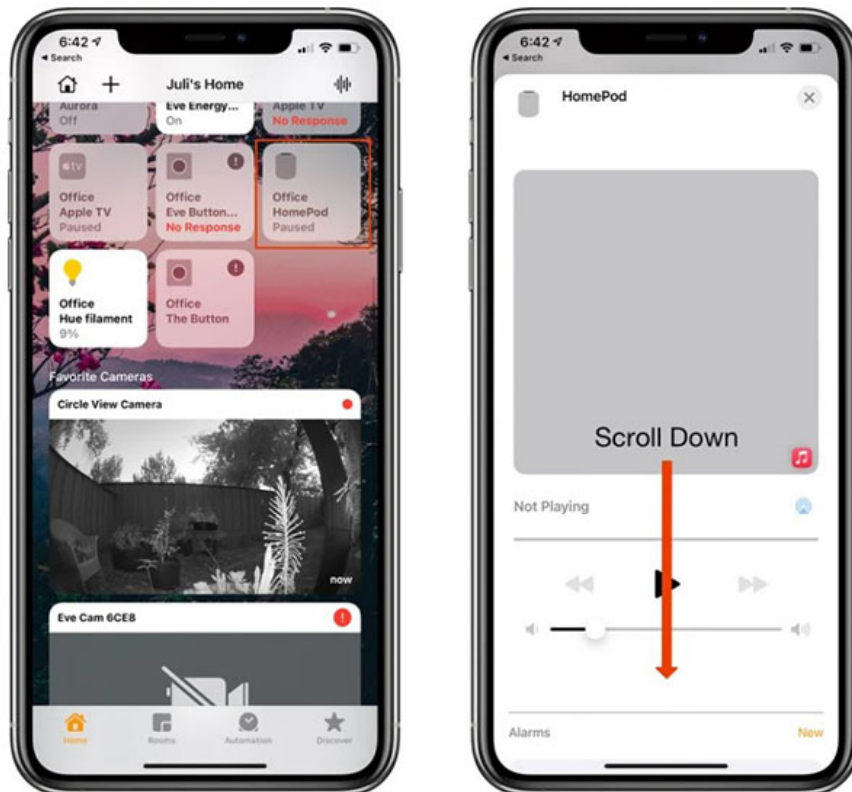 6:42
Search
Juli's Home
Aurora
Off
Eve Energy...
On
Apple TV
No Response
tv
Office
Apple TV
Paused
Office
Eve Button...
No Response
Office
HomePod
Paused
Office
Hue filament
9%
Office
The Button
Favorite Cameras
Circle View Camera
now
Eve Cam 6CE8
Home
Rooms
Automation
Discover
6:42
Search
HomePod
Scroll Down
Not Playing
Alarms
New